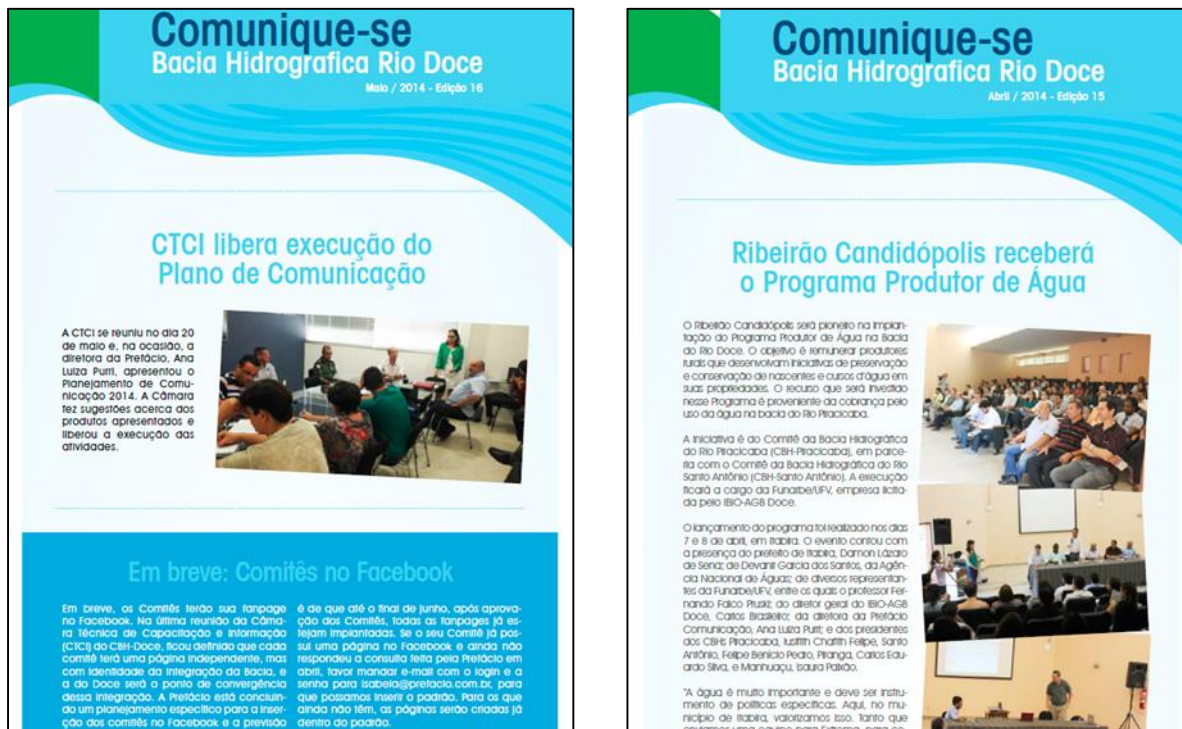 Comunique-se
Bacia Hidrografica Rio Doce
Maio / 2014 - Edição 16
CTCI libera execução do
Plano de Comunicação
A CTCI se reuniu no dia 20
de maio e, na ocasião, a
diretora da Prefácio, Ana
Luiza Purri, apresentou o
Planejamento de Comu-
nicação 2014. A Câmara
fez sugestões acerca dos
produtos apresentados e
liberou a execução das
atividades.
Em breve: Comitês no Facebook
Em breve, os Comitês terão sua fanpage
no Facebook. Na última reunião da Câma-
ra Técnica de Capacitação e Informação
(CTCI) do CBH-Doce, ficou definido que cada
comitê terá uma página independente, mas
com identidade da integração da Bacia, e
a do Doce será o ponto de convergência
dessa integração. A Prefácio está concluin-
do um planejamento específico para a inser-
ção dos comitês no Facebook e a previsão
é de que até o final de junho, após aprova-
ção dos Comitês, todas as fanpages já es-
tejam implantadas. Se o seu Comitê já pos-
sui uma página no Facebook e ainda não
respondeu a consulta feita pela Prefácio em
abril, favor mandar e-mail com o login e a
senha para isabela@prefacio.com.br, para
que possamos inserir o padrão. Para os que
ainda não têm, as páginas serão criadas já
dentro do padrão.
Comunique-se
Bacia Hidrografica Rio Doce
Abril / 2014 - Edição 15
Ribeirão Candidópolis receberá
o Programa Produtor de Água
O Ribeirão Candidópolis será pioneiro na implan-
tação do Programa Produtor de Água na Bacia
do Rio Doce. O objetivo é remunerar produtores
rurais que desenvolvam iniciativas de preservação
e conservação de nascentes e cursos d'água em
suas propriedades. O recurso que será investido
nesse Programa é proveniente da cobrança pelo
uso da água na bacia do Rio Piracicaba.
A iniciativa é do Comitê da Bacia Hidrográfica
do Rio Piracicaba (CBH-Piracicaba), em parce-
ria com o Comitê da Bacia Hidrográfica do Rio
Santo Antônio (CBH-Santo Antônio). A execução
ficará a cargo da Funarbe/UFV, empresa licita-
da pelo IBIO-AGB Doce.
O lançamento do programa foi realizado nos dias
7 e 8 de abril, em Itabira. O evento contou com
a presença do prefeito de Itabira, Damon Lázaro
de Sena; de Devanir Garcia dos Santos, da Agên-
cia Nacional de Águas; de diversos representan-
tes da Funarbe/UFV, entre os quais o professor Fer-
nando Falco Pruski; do diretor geral do IBIO-AGB
Doce, Carlos Brasileiro; da diretora da Prefácio
Comunicação, Ana Luiza Purri; e dos presidentes
dos CBHs Piracicaba, Iusifith Chafith Felipe, Santo
Antônio, Felipe Benício Pedro, Piranga, Carlos Edu-
ardo Silva, e Manhuaçu, Isaura Paixão.
"A água é muito importante e deve ser instru-
mento de políticas específicas. Aqui, no mu-
nicípio de Itabira, valorizamos isso. Tanto que